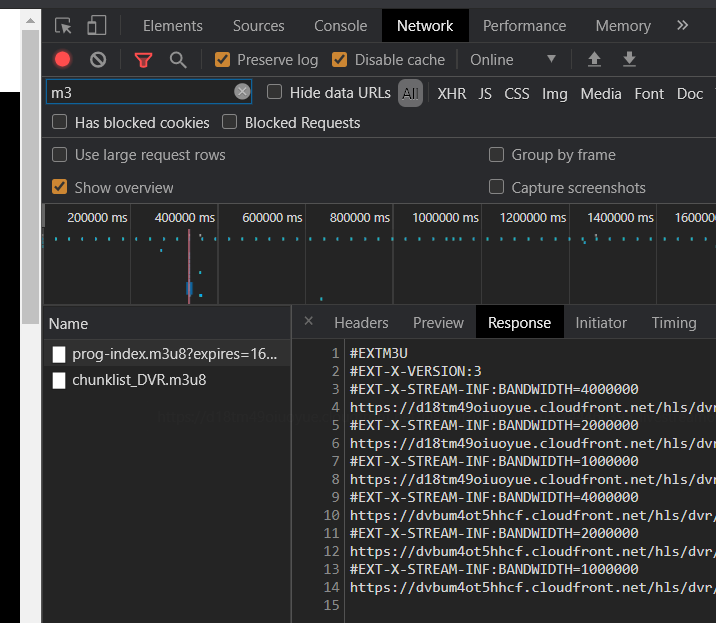 Elements Sources Console Network Performance Memory »
Preserve log Disable cache Online
m3 Hide data URLs All XHR JS CSS Img Media Font Doc
Has blocked cookies Blocked Requests
Use large request rows Group by frame
Show overview Capture screenshots
200000 ms 400000 ms 600000 ms 800000 ms 1000000 ms 1200000 ms 1400000 ms 160000
Name × Headers Preview Response Initiator Timing
prog-index.m3u8?expires=16...
chunklist_DVR.m3u8
1 #EXTM3U
2 #EXT-X-VERSION:3
3 #EXT-X-STREAM-INF:BANDWIDTH=4000000
4 https://d18tm49oiuoyue.cloudfront.net/hls/dvr
5 #EXT-X-STREAM-INF:BANDWIDTH=2000000
6 https://d18tm49oiuoyue.cloudfront.net/hls/dvr
7 #EXT-X-STREAM-INF:BANDWIDTH=1000000
8 https://d18tm49oiuoyue.cloudfront.net/hls/dvr
9 #EXT-X-STREAM-INF:BANDWIDTH=4000000
10 https://dvbum4ot5hhcf.cloudfront.net/hls/dvr/
11 #EXT-X-STREAM-INF:BANDWIDTH=2000000
12 https://dvbum4ot5hhcf.cloudfront.net/hls/dvr/
13 #EXT-X-STREAM-INF:BANDWIDTH=1000000
14 https://dvbum4ot5hhcf.cloudfront.net/hls/dvr/
15